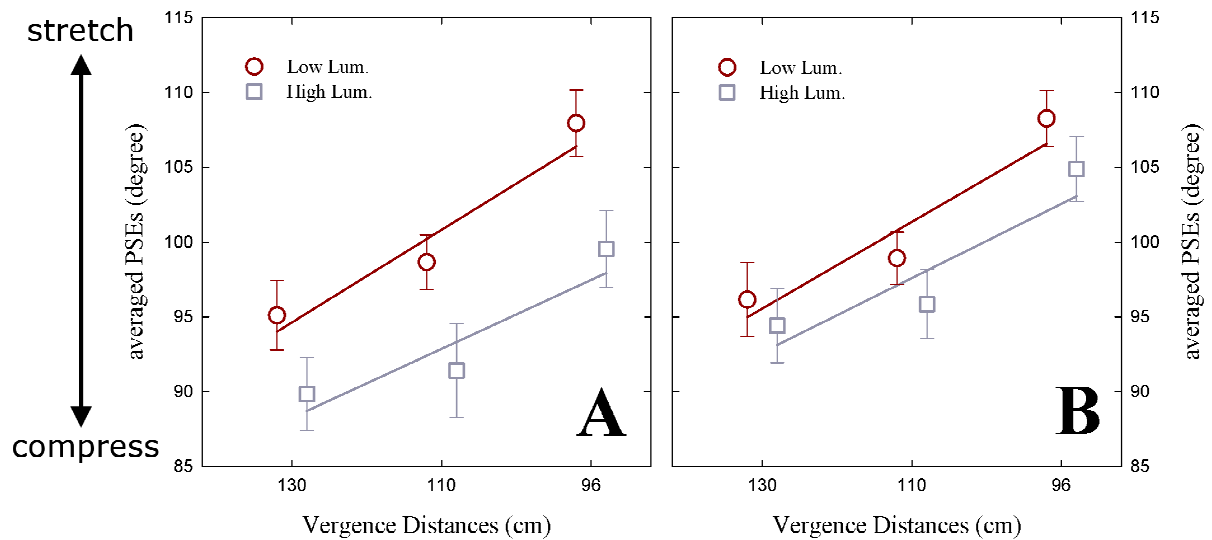 stretch
compress
averaged PSEs (degree)
115
110
105
100
95
90
85
Low Lum.
High Lum.
A
130
110
96
Vergence Distances (cm)
Low Lum.
High Lum.
B
130
110
96
Vergence Distances (cm)
115
110
105
100
95
90
85
averaged PSEs (degree)